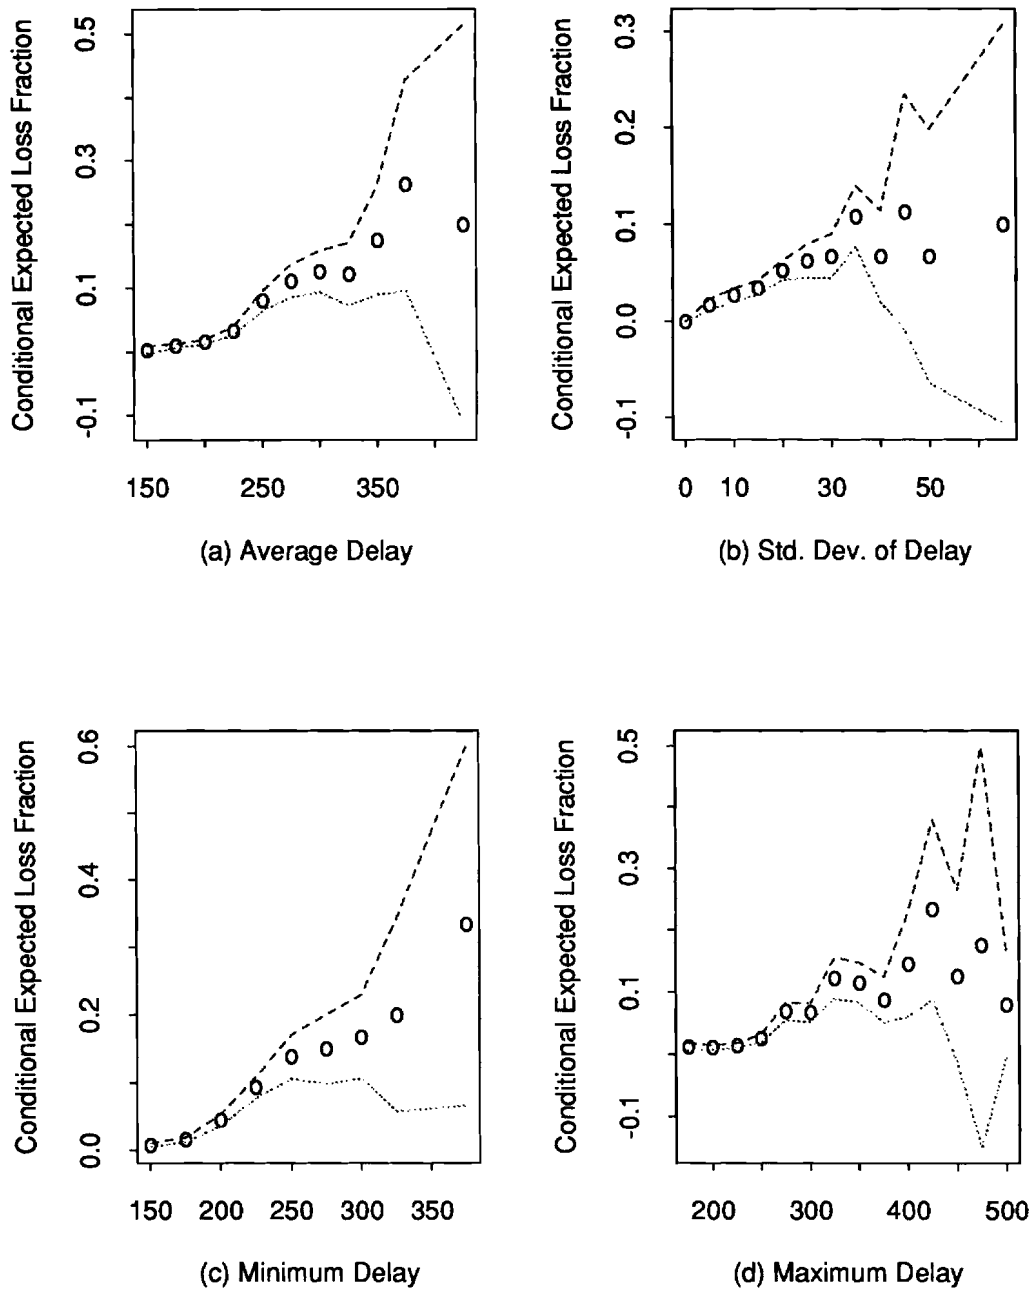 Conditional Expected Loss Fraction
0.5
0.3
0.1
-0.1
150 250 350
(a) Average Delay
Conditional Expected Loss Fraction
0.3
0.2
0.1
0.0
-0.1
0 10 30 50
(b) Std. Dev. of Delay
Conditional Expected Loss Fraction
0.6
0.4
0.2
0.0
150 200 250 300 350
(c) Minimum Delay
Conditional Expected Loss Fraction
0.5
0.3
0.1
-0.1
200 300 400 500
(d) Maximum Delay